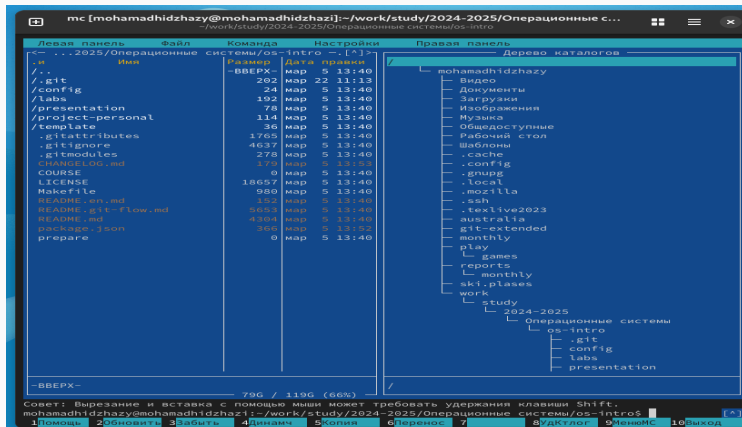 mc [mohamadhidzhazy@mohamadhidzhazi]:~/work/study/2024-2025/Операционные с...
~/work/study/2024-2025/Операционные системы/os-intro
Левая панель Файл Команда Настройки Правая панель
<— ...2025/Операционные системы/os-intro —.[^]>
.и Имя Размер Дата правки
/.. -ВВЕРХ- мар 5 13:40
/.git 202 мар 22 11:13
/config 24 мар 5 13:40
/labs 192 мар 5 13:40
/presentation 78 мар 5 13:40
/project-personal 114 мар 5 13:40
/template 36 мар 5 13:40
.gitattributes 1765 мар 5 13:40
.gitignore 4637 мар 5 13:40
.gitmodules 278 мар 5 13:40
CHANGELOG.md 179 мар 5 13:53
COURSE 0 мар 5 13:40
LICENSE 18657 мар 5 13:40
Makefile 980 мар 5 13:40
README.en.md 152 мар 5 13:40
README.git-flow.md 5653 мар 5 13:40
README.md 4304 мар 5 13:40
package.json 366 мар 5 13:52
prepare 0 мар 5 13:40
-ВВЕРХ-
79G / 119G (66%)
Дерево каталогов
/
mohamadhidzhazy
Видео
Документы
Загрузки
Изображения
Музыка
Общедоступные
Рабочий стол
Шаблоны
.cache
.config
.gnupg
.local
.mozilla
.ssh
.texlive2023
australia
git-extended
monthly
play
games
reports
monthly
ski.plases
work
study
2024-2025
Операционные системы
os-intro
.git
config
labs
presentation
/
Совет: Вырезание и вставка с помощью мыши может требовать удержания клавиши Shift.
mohamadhidzhazy@mohamadhidzhazi:~/work/study/2024-2025/Операционные системы/os-intro$ [^]
1Помощь 2Обновить 3Забыть 4Динамч 5Копия 6Перенос 7 8УдКтлог 9МенюMC 10Выход